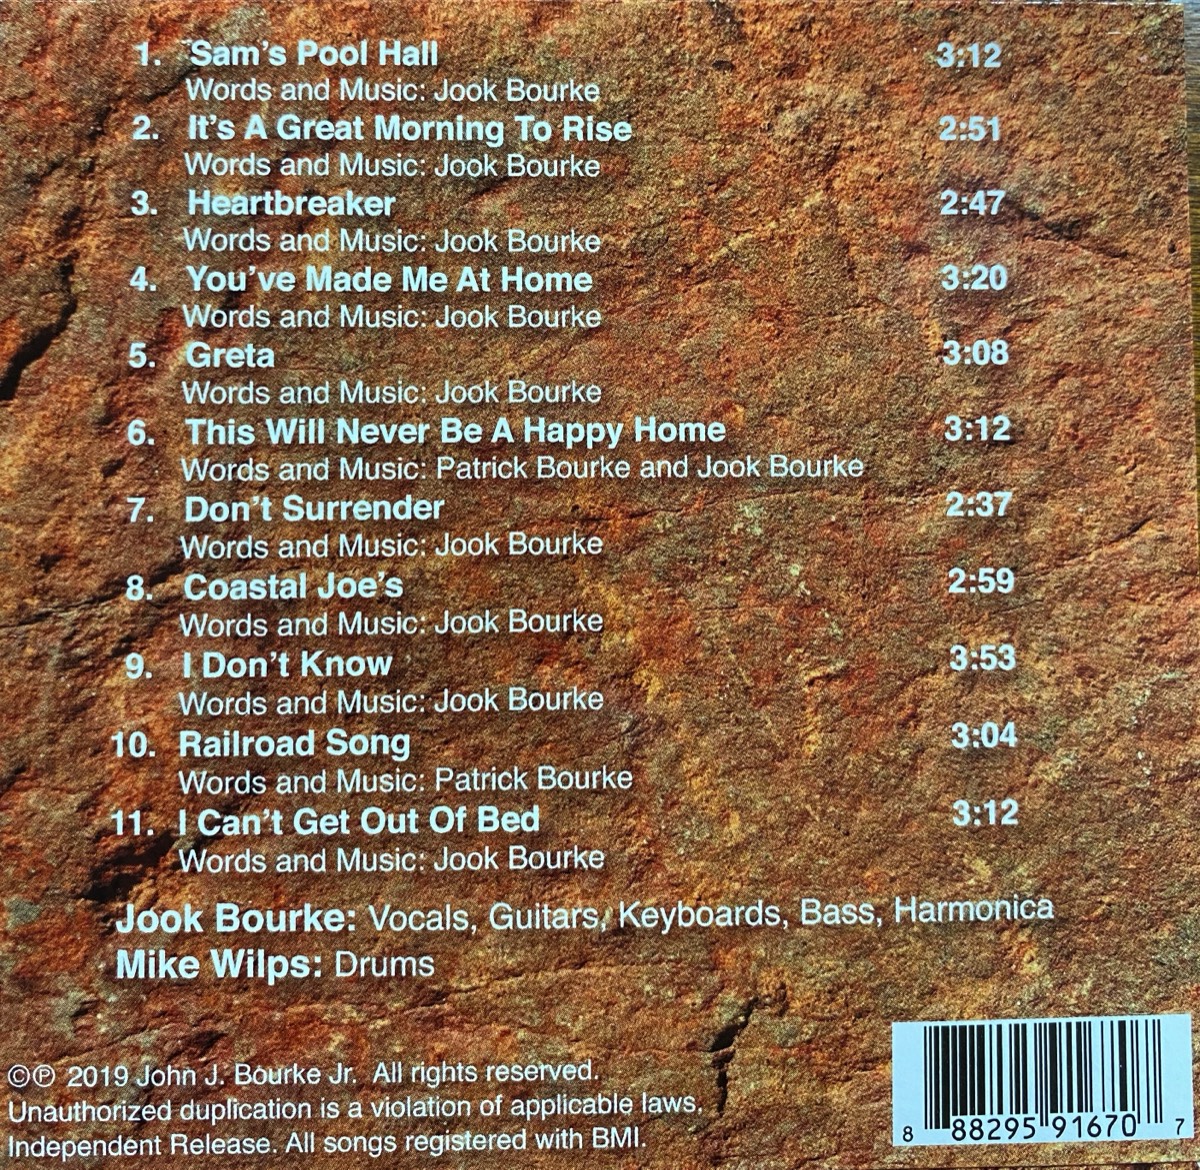 1. Sam's Pool Hall 3:12
Words and Music: Jook Bourke
2. It's A Great Morning To Rise 2:51
Words and Music: Jook Bourke
3. Heartbreaker 2:47
Words and Music: Jook Bourke
4. You've Made Me At Home 3:20
Words and Music: Jook Bourke
5. Greta 3:08
Words and Music: Jook Bourke
6. This Will Never Be A Happy Home 3:12
Words and Music: Patrick Bourke and Jook Bourke
7. Don't Surrender 2:37
Words and Music: Jook Bourke
8. Coastal Joe's 2:59
Words and Music: Jook Bourke
9. I Don't Know 3:53
Words and Music: Jook Bourke
10. Railroad Song 3:04
Words and Music: Patrick Bourke
11. I Can't Get Out Of Bed 3:12
Words and Music: Jook Bourke
Jook Bourke: Vocals, Guitars, Keyboards, Bass, Harmonica
Mike Wilps: Drums
©℗ 2019 John J. Bourke Jr. All rights reserved.
Unauthorized duplication is a violation of applicable laws.
Independent Release. All songs registered with BMI.
8 88295 91670 7